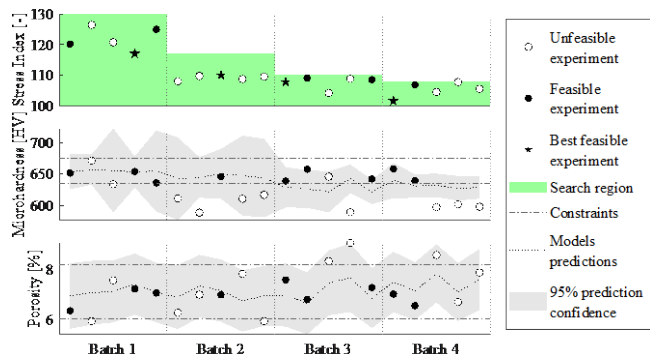 Stress Index [-]
130
120
110
100
Microhardness [HV]
700
650
600
Porosity [%]
8
6
Batch 1
Batch 2
Batch 3
Batch 4
Unfeasible
experiment
Feasible
experiment
Best feasible
experiment
Search region
Constraints
Models
predictions
95% prediction
confidence